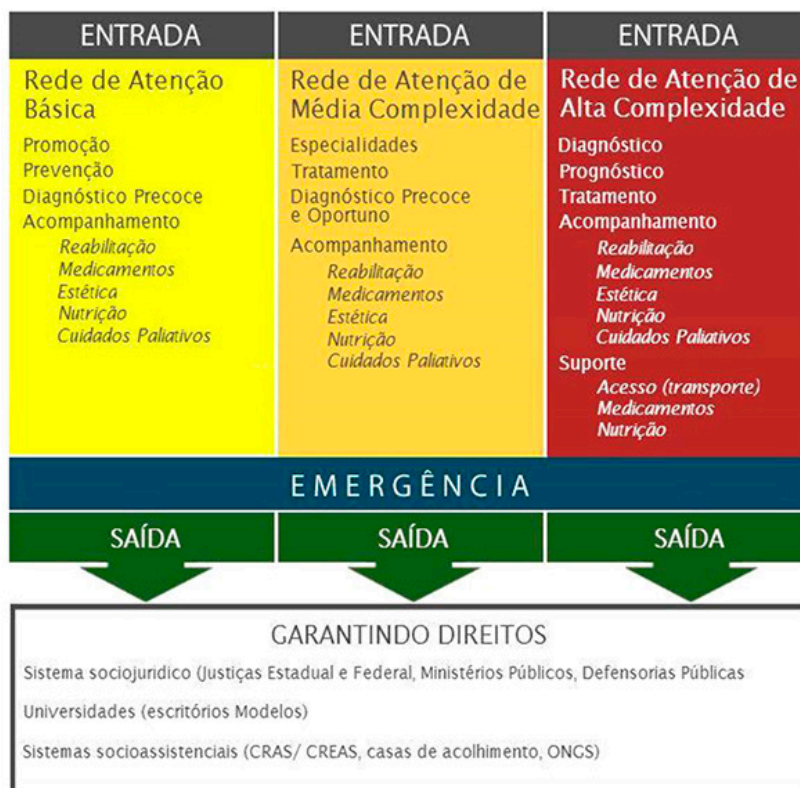 ENTRADA
Rede de Atenção
Básica
Promoção
Prevenção
Diagnóstico Precoce
Acompanhamento
Reabilitação
Medicamentos
Estética
Nutrição
Cuidados Paliativos
ENTRADA
Rede de Atenção de
Média Complexidade
Especialidades
Tratamento
Diagnóstico Precoce
e Oportuno
Acompanhamento
Reabilitação
Medicamentos
Estética
Nutrição
Cuidados Paliativos
ENTRADA
Rede de Atenção de
Alta Complexidade
Diagnóstico
Prognóstico
Tratamento
Acompanhamento
Reabilitação
Medicamentos
Estética
Nutrição
Cuidados Paliativos
Suporte
Acesso (transporte)
Medicamentos
Nutrição
EMERGÊNCIA
SAÍDA
SAÍDA
SAÍDA
GARANTINDO DIREITOS
Sistema sociojuridico (Justiças Estadual e Federal, Ministérios Públicos, Defensorias Públicas
Universidades (escritórios Modelos)
Sistemas socioassistenciais (CRAS/ CREAS, casas de acolhimento, ONGS)